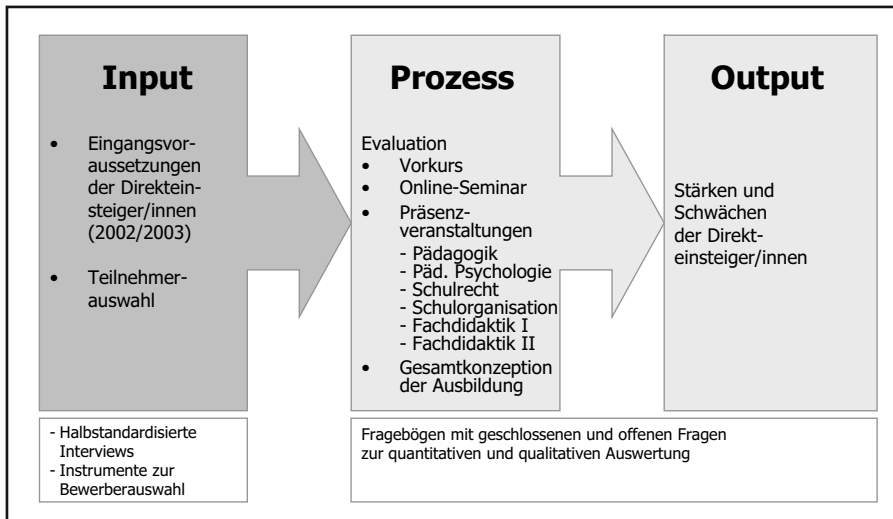 Input
• Eingangsvor-
aussetzungen
der Direktein-
steiger/innen
(2002/2003)
• Teilnehmer-
auswahl
- Halbstandardisierte
Interviews
- Instrumente zur
Bewerberauswahl
Prozess
Evaluation
• Vorkurs
• Online-Seminar
• Präsenz-
veranstaltungen
- Pädagogik
- Päd. Psychologie
- Schulrecht
- Schulorganisation
- Fachdidaktik I
- Fachdidaktik II
• Gesamtkonzeption
der Ausbildung
Output
Stärken und
Schwächen
der Direkt-
einsteiger/innen
Fragebögen mit geschlossenen und offenen Fragen
zur quantitativen und qualitativen Auswertung